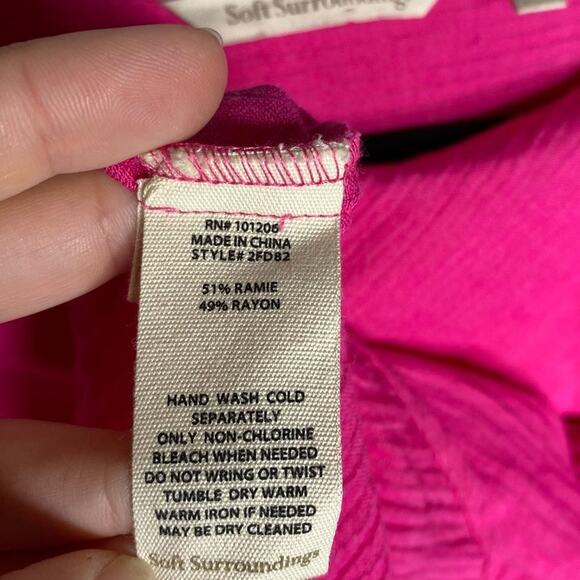 Soft Surroundings
RN# 101206
MADE IN CHINA
STYLE# 2FD82
51% RAMIE
49% RAYON
HAND WASH COLD
SEPARATELY
ONLY NON-CHLORINE
BLEACH WHEN NEEDED
DO NOT WRING OR TWIST
TUMBLE DRY WARM
WARM IRON IF NEEDED
MAY BE DRY CLEANED
Soft Surroundings